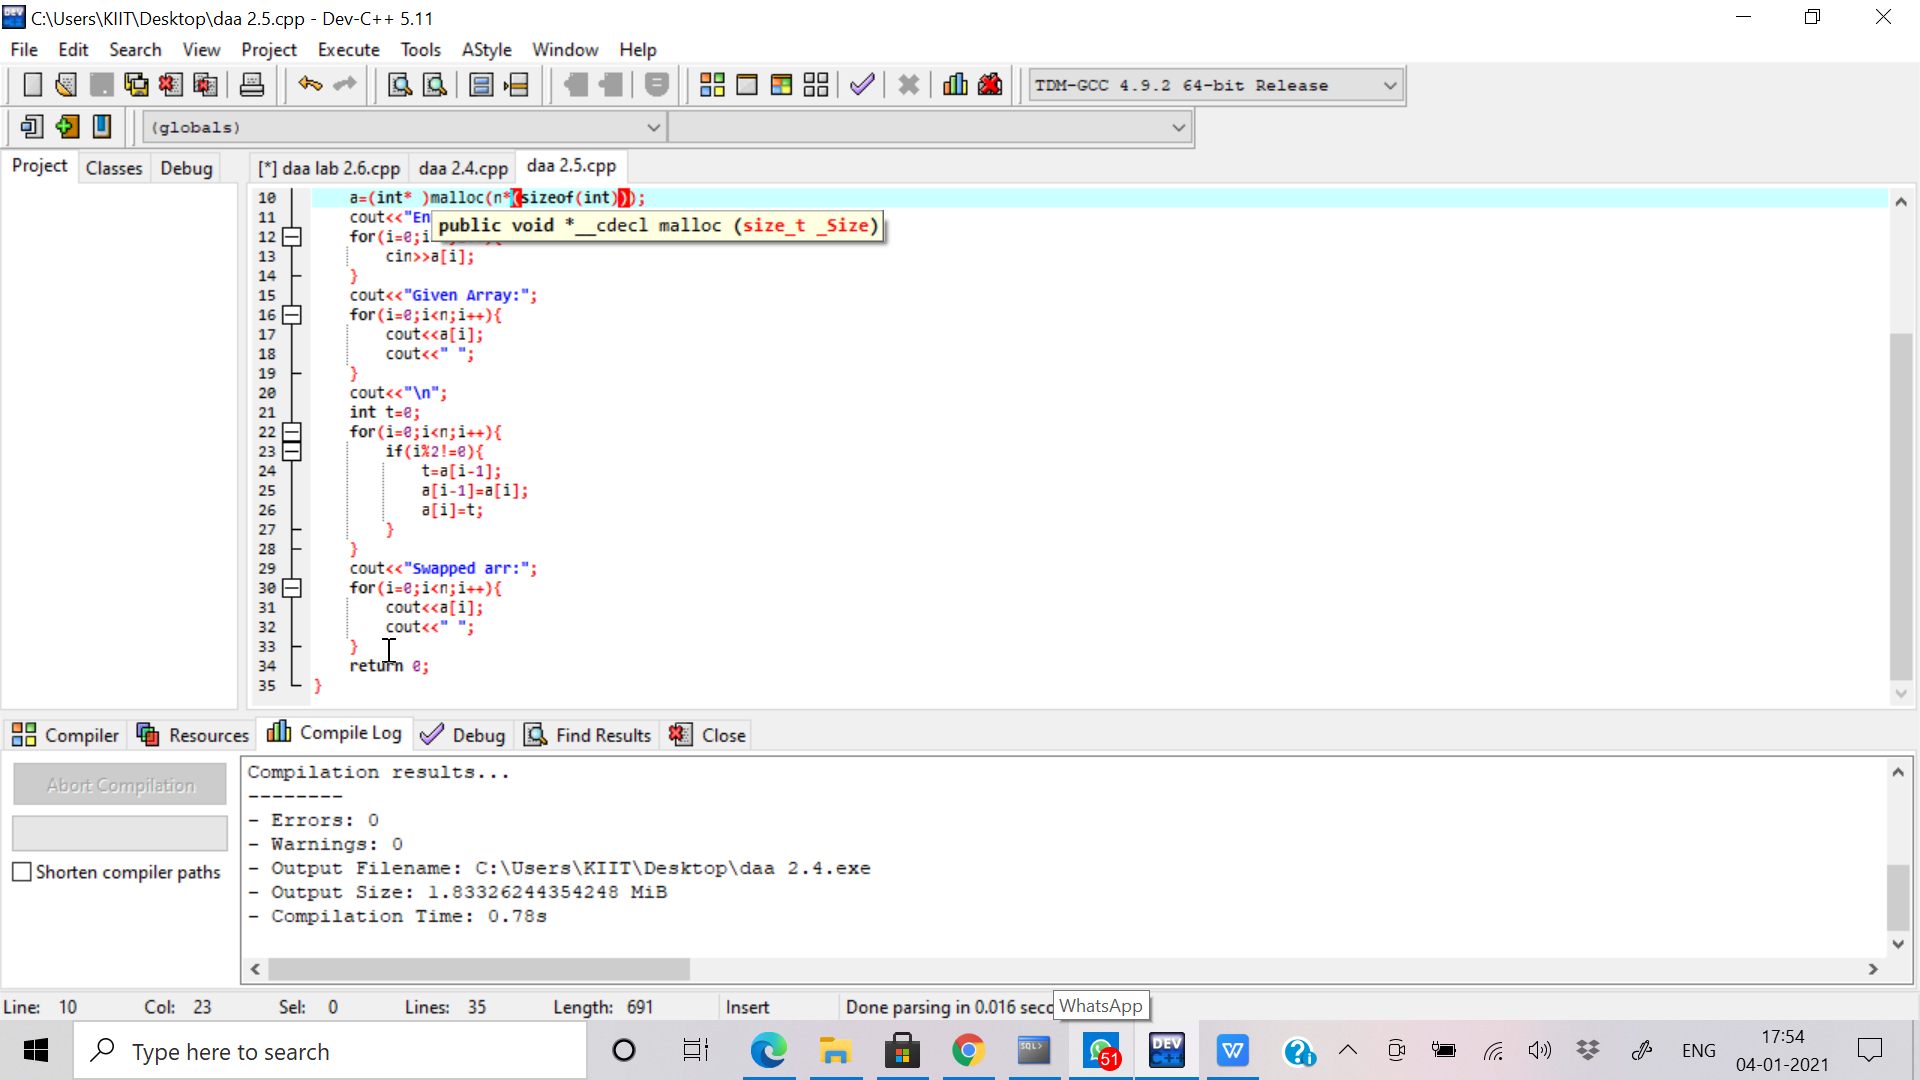 C:\Users\KIIT\Desktop\daa 2.5.cpp - Dev-C++ 5.11
File Edit Search View Project Execute Tools AStyle Window Help
TDM-GCC 4.9.2 64-bit Release
(globals)
Project Classes Debug [*] daa lab 2.6.cpp daa 2.4.cpp daa 2.5.cpp
10 a=(int* )malloc(n*(sizeof(int)));
11 cout<<"En
public void *__cdecl malloc (size_t _Size)
12 for(i=0;i
13 cin>>a[i];
14 }
15 cout<<"Given Array:";
16 for(i=0;i<n;i++){
17 cout<<a[i];
18 cout<<" ";
19 }
20 cout<<"\n";
21 int t=0;
22 for(i=0;i<n;i++){
23 if(i%2!=0){
24 t=a[i-1];
25 a[i-1]=a[i];
26 a[i]=t;
27 }
28 }
29 cout<<"Swapped arr:";
30 for(i=0;i<n;i++){
31 cout<<a[i];
32 cout<<" ";
33 }
34 return 0;
35 }
Compiler Resources Compile Log Debug Find Results Close
Abort Compilation
Shorten compiler paths
Compilation results...
--------
- Errors: 0
- Warnings: 0
- Output Filename: C:\Users\KIIT\Desktop\daa 2.4.exe
- Output Size: 1.83326244354248 MiB
- Compilation Time: 0.78s
Line: 10 Col: 23 Sel: 0 Lines: 35 Length: 691 Insert Done parsing in 0.016 seco
WhatsApp
Type here to search
SQL>
51
DEV C++
W
ENG
17:54
04-01-2021